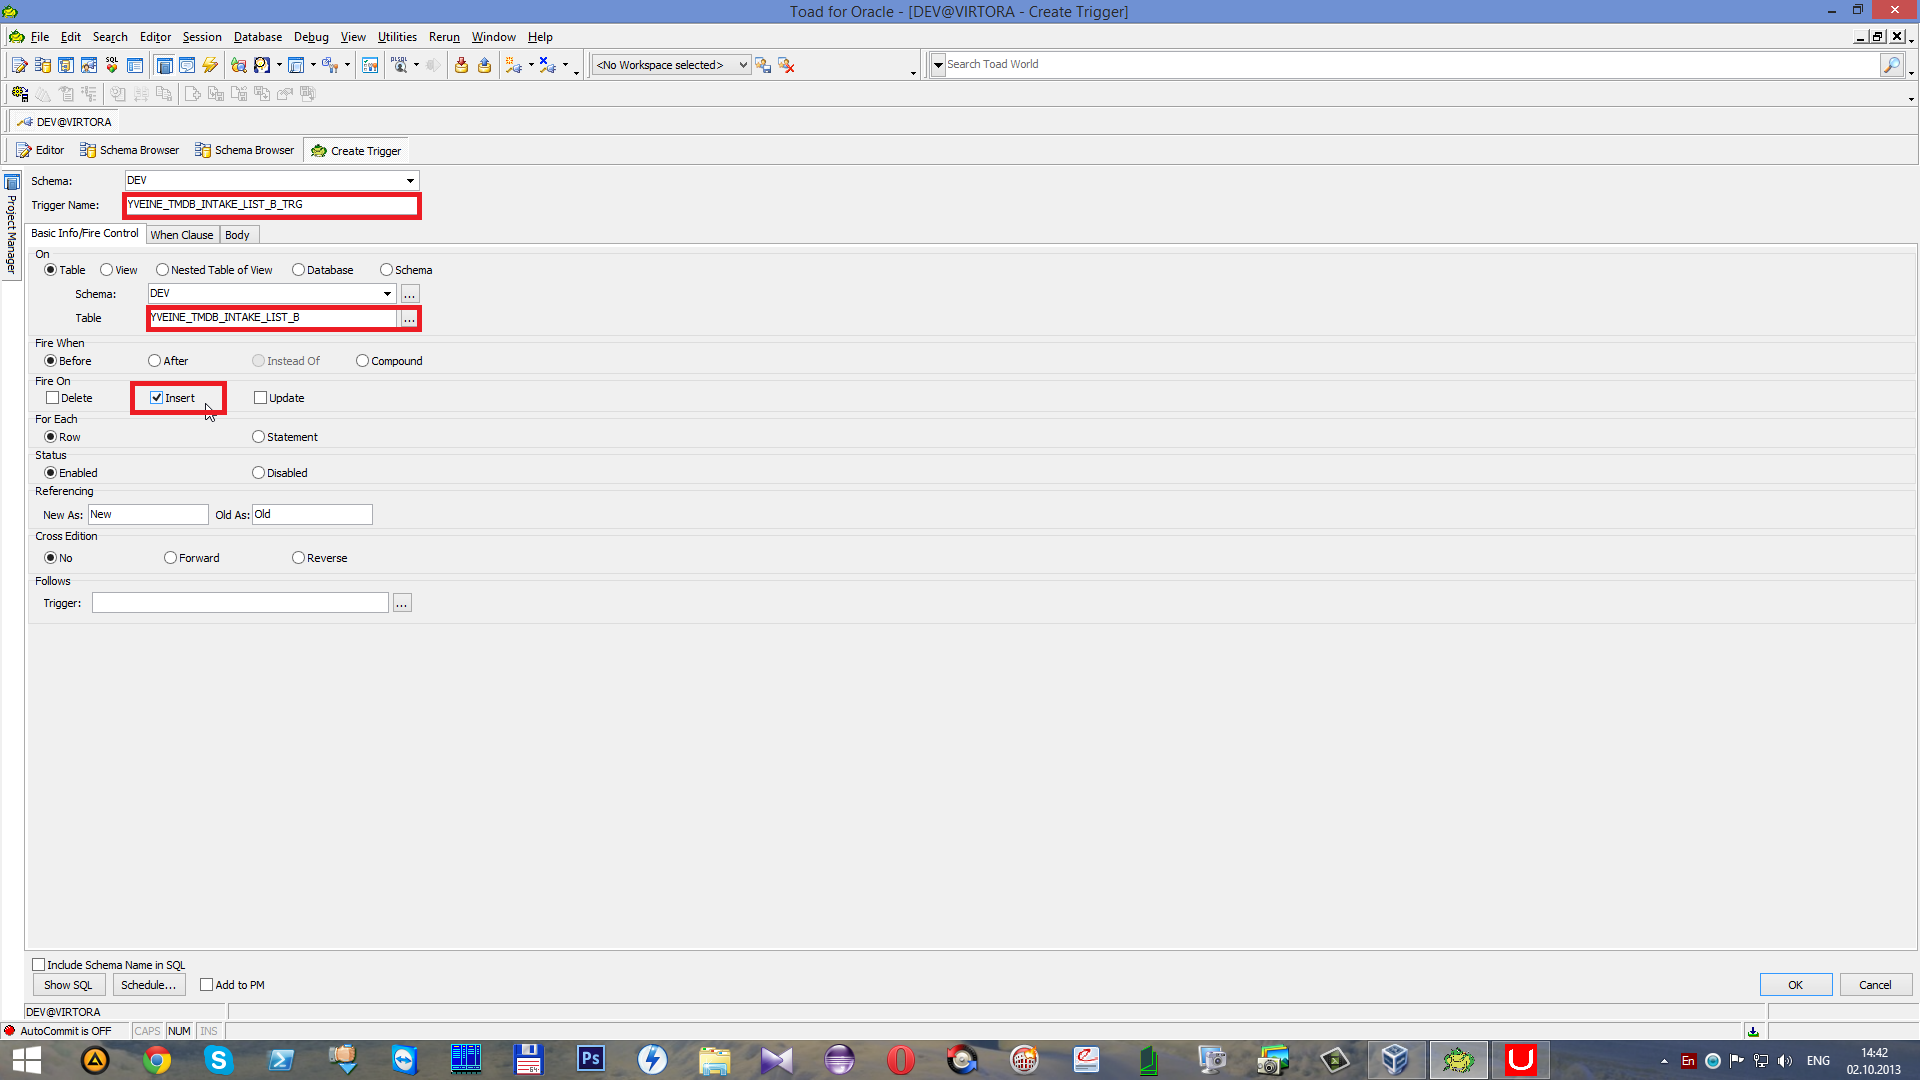 Toad for Oracle - [DEV@VIRTORA - Create Trigger]
File Edit Search Editor Session Database Debug View Utilities Rerun Window Help
SQL
PLSQL
<No Workspace selected>
Search Toad World
DEV@VIRTORA
Editor Schema Browser Schema Browser Create Trigger
Project Manager
Schema: DEV
Trigger Name: YVEINE_TMDB_INTAKE_LIST_B_TRG
Basic Info/Fire Control When Clause Body
On
Table View Nested Table of View Database Schema
Schema: DEV ...
Table YVEINE_TMDB_INTAKE_LIST_B ...
Fire When
Before After Instead Of Compound
Fire On
Delete Insert Update
For Each
Row Statement
Status
Enabled Disabled
Referencing
New As: New Old As: Old
Cross Edition
No Forward Reverse
Follows
Trigger: ...
Include Schema Name in SQL
Show SQL Schedule... Add to PM OK Cancel
DEV@VIRTORA
AutoCommit is OFF CAPS NUM INS
Ps
64
En
ENG
14:42
02.10.2013